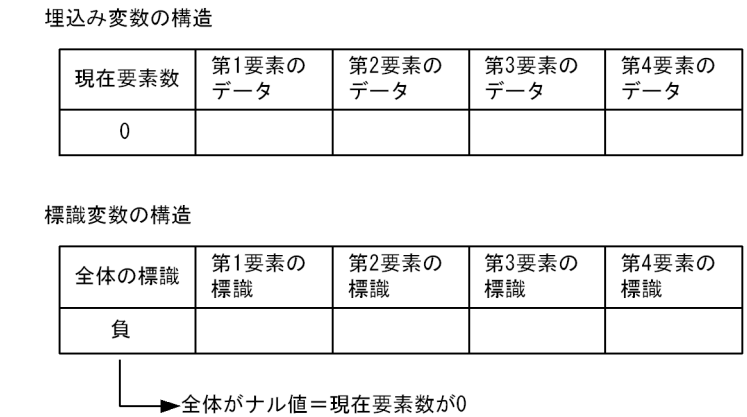 埋込み変数の構造
現在要素数
第1要素の
データ
第2要素の
データ
第3要素の
データ
第4要素の
データ
0
標識変数の構造
全体の標識
第1要素の
標識
第2要素の
標識
第3要素の
標識
第4要素の
標識
負
全体がナル値＝現在要素数が0